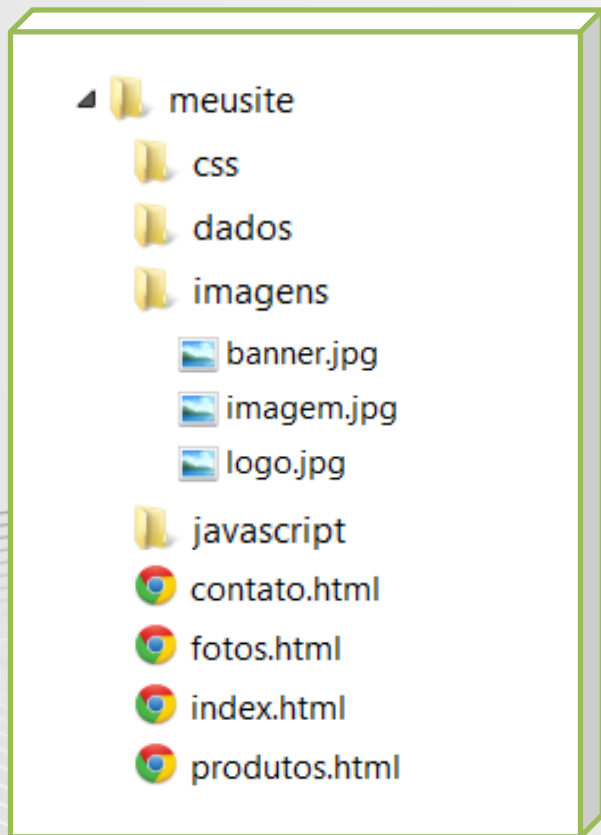 meusite
css
dados
imagens
banner.jpg
imagem.jpg
logo.jpg
javascript
contato.html
fotos.html
index.html
produtos.html